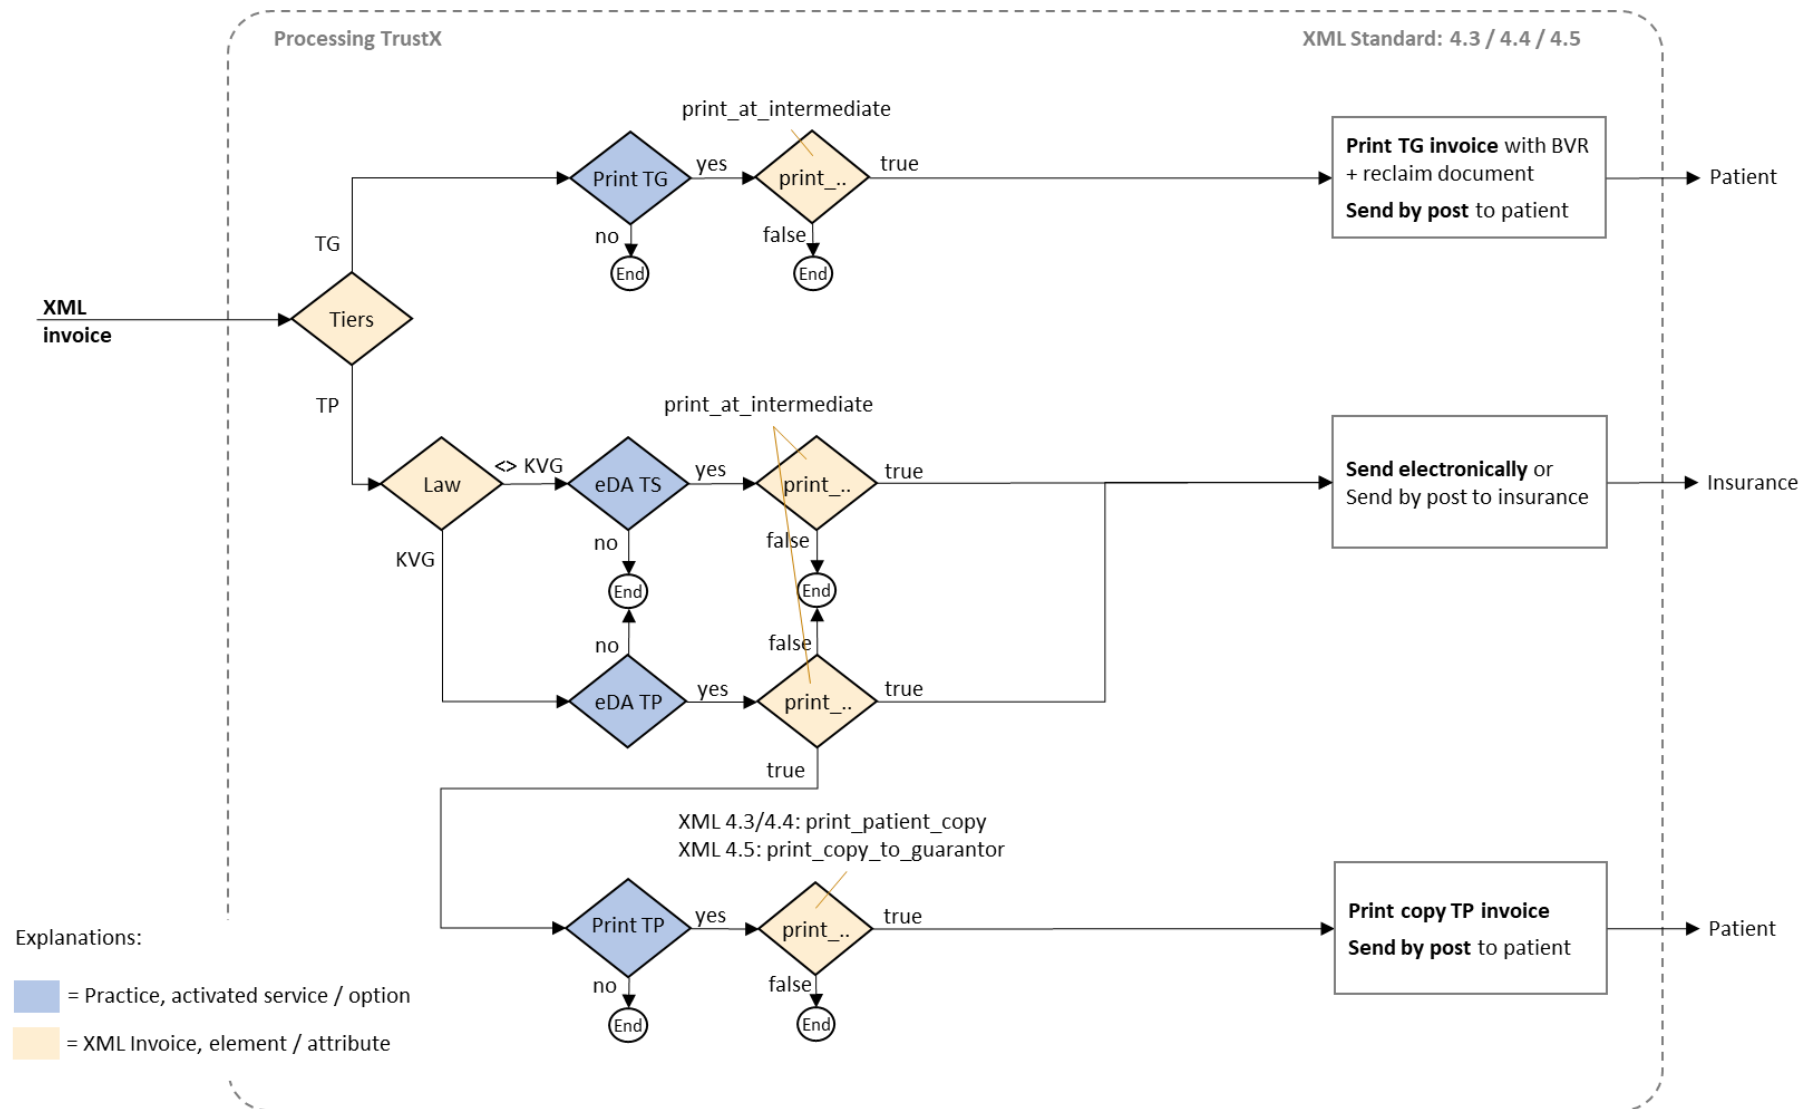 Processing TrustX
XML Standard: 4.3 / 4.4 / 4.5
print_at_intermediate
Print TG
yes
print_..
true
no
End
false
End
Print TG invoice with BVR
+ reclaim document
Send by post to patient
Patient
TG
XML
invoice
Tiers
TP
print_at_intermediate
Law
<> KVG
eDA TS
yes
print_..
true
no
End
false
End
Send electronically or
Send by post to insurance
Insurance
KVG
no
false
eDA TP
yes
print_..
true
true
XML 4.3/4.4: print_patient_copy
XML 4.5: print_copy_to_guarantor
Print TP
yes
print_..
true
no
End
false
End
Print copy TP invoice
Send by post to patient
Patient
Explanations:
= Practice, activated service / option
= XML Invoice, element / attribute